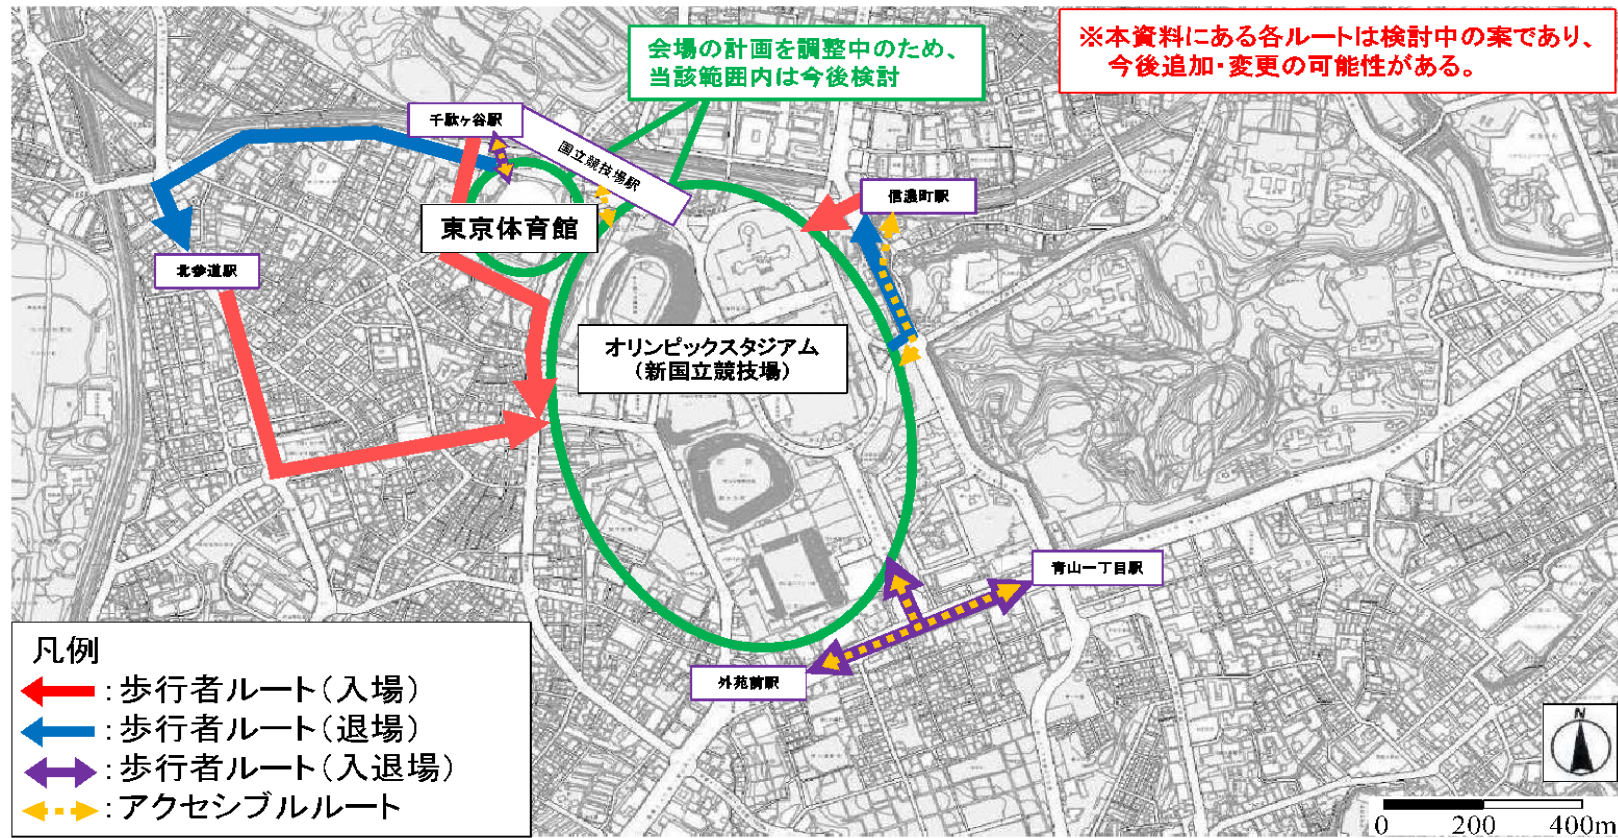 会場の計画を調整中のため、
当該範囲内は今後検討
※本資料にある各ルートは検討中の案であり、
今後追加・変更の可能性がある。
千駄ヶ谷駅
国立競技場駅
信濃町駅
東京体育館
北参道駅
オリンピックスタジアム
（新国立競技場）
青山一丁目駅
外苑前駅
凡例
：歩行者ルート（入場）
：歩行者ルート（退場）
：歩行者ルート（入退場）
：アクセシブルルート
N
0 200 400m